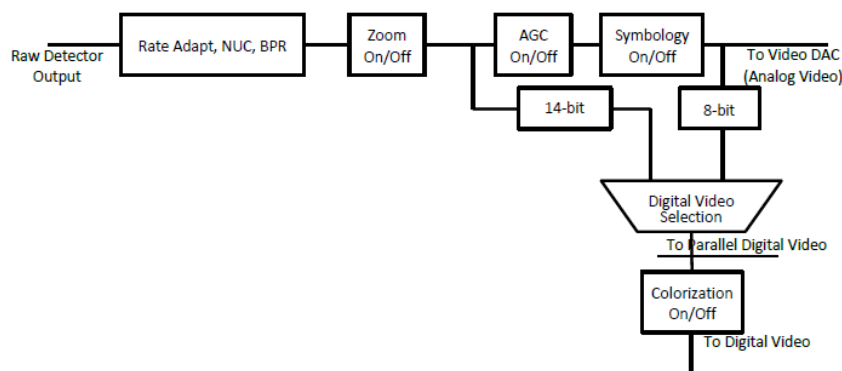 Raw Detector
Output
Rate Adapt, NUC, BPR
Zoom
On/Off
AGC
On/Off
Symbology
On/Off
To Video DAC
(Analog Video)
14-bit
8-bit
Digital Video
Selection
To Parallel Digital Video
Colorization
On/Off
To Digital Video